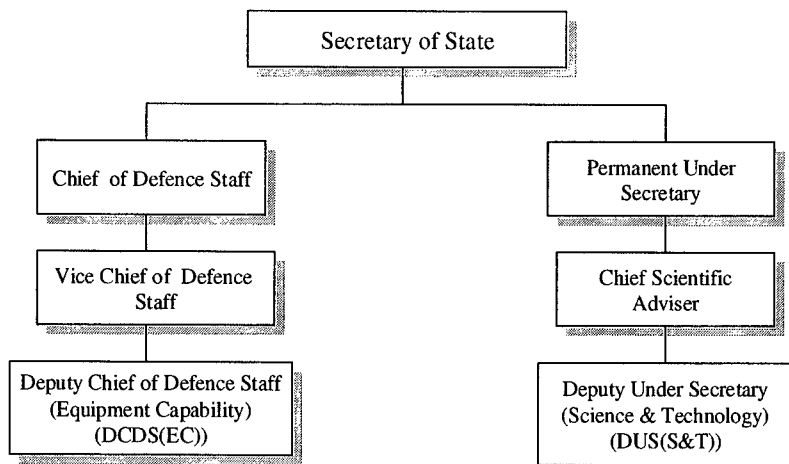 Secretary of State
Chief of Defence Staff
Permanent Under
Secretary
Vice Chief of Defence
Staff
Chief Scientific
Adviser
Deputy Chief of Defence Staff
(Equipment Capability)
(DCDS(EC))
Deputy Under Secretary
(Science & Technology)
(DUS(S&T))